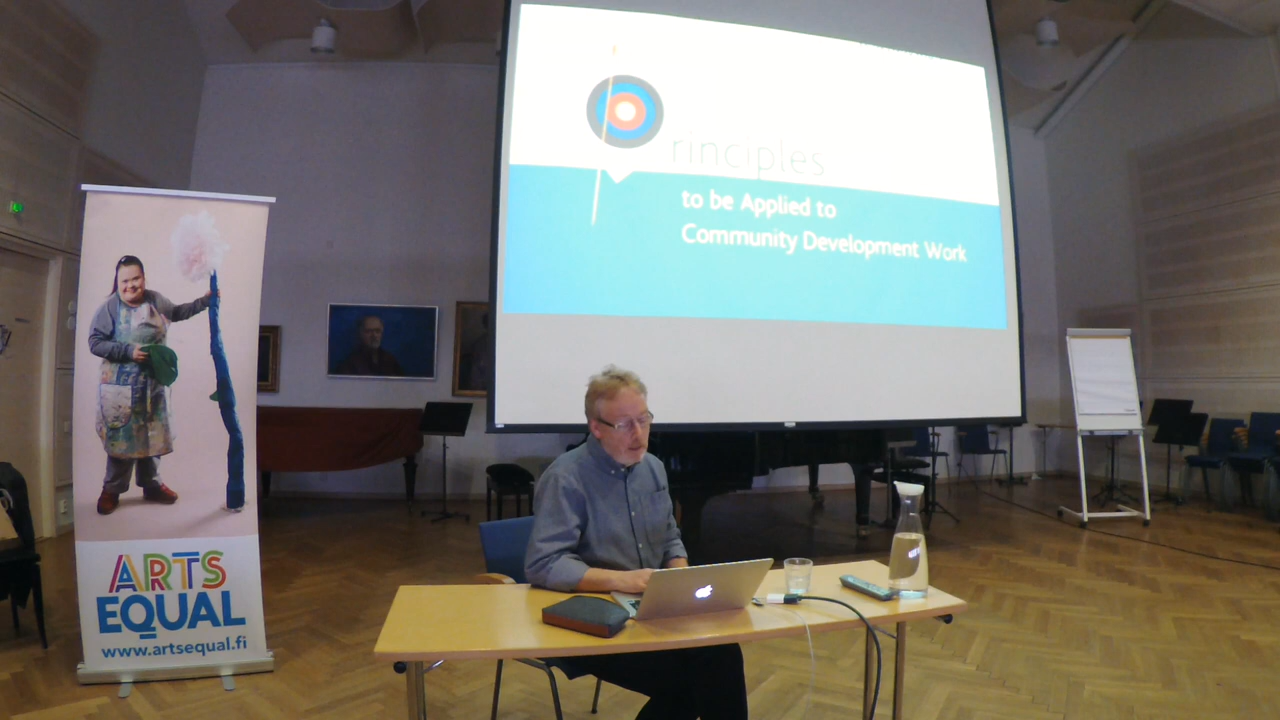 rinciples
to be Applied to
Community Development Work
ARTS
EQUAL
www.artsequal.fi